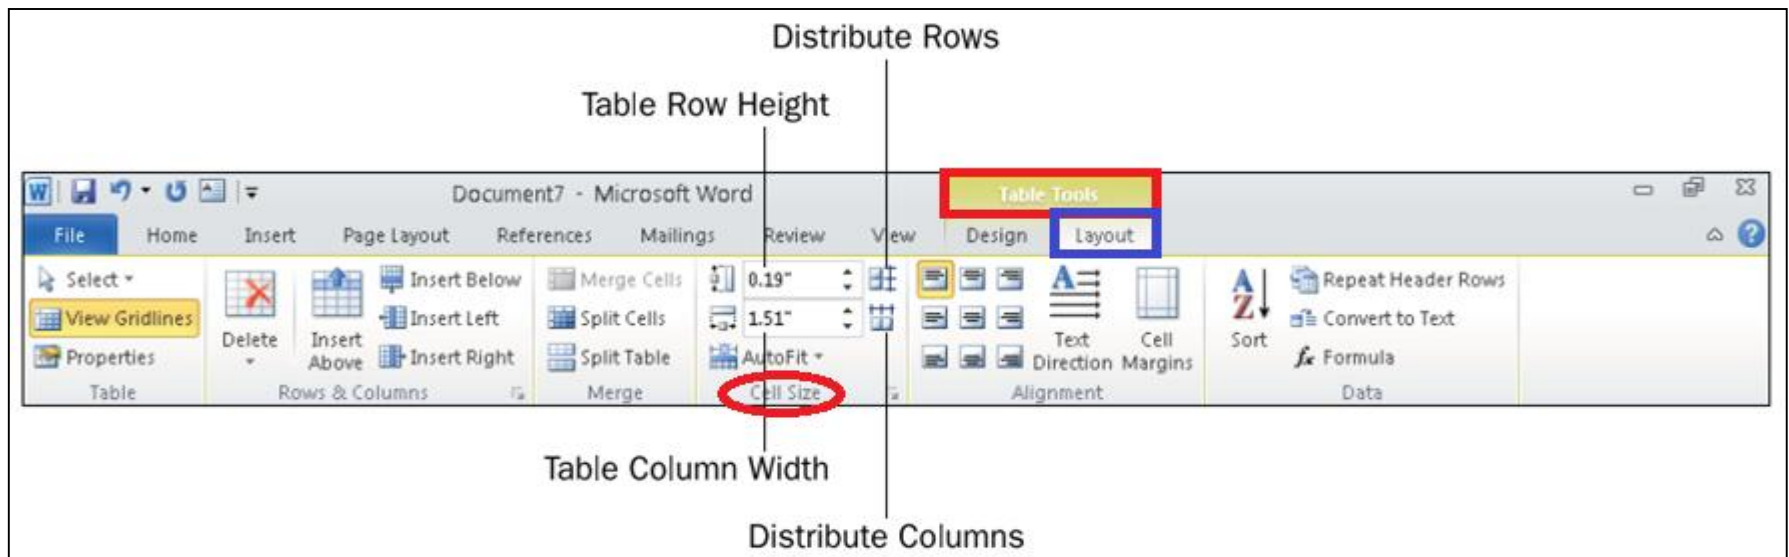 Distribute Rows
Table Row Height
W Document7 - Microsoft Word Table Tools
File Home Insert Page Layout References Mailings Review View Design Layout
Select Insert Below Merge Cells 0.19" A Repeat Header Rows
View Gridlines Insert Left Split Cells 1.51" Z Convert to Text
Delete Insert Text Cell Sort
Properties Above Insert Right Split Table AutoFit Direction Margins fx Formula
Table Rows & Columns Merge Cell Size Alignment Data
Table Column Width
Distribute Columns